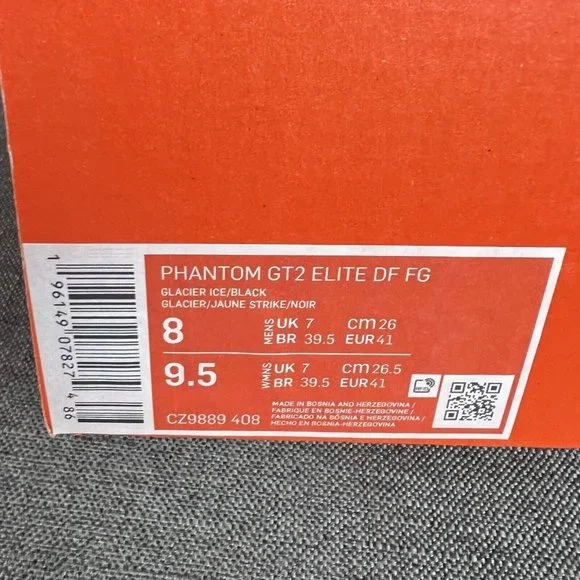 PHANTOM GT2 ELITE DF FG
GLACIER ICE/BLACK
GLACIER/JAUNE STRIKE/NOIR
8 MENS UK 7 cm 26
BR 39.5 EUR 41
9.5 WMNS UK 7 cm 26.5
BR 39.5 EUR 41
CZ9889 408
MADE IN BOSNIA AND HERZEGOVINA /
FABRIQUE EN BOSNIE-HERZEGOVINE /
FABRICADO NA BÓSNIA E HERZEGOVINA /
HECHO EN BOSNIA-HERZEGOVINA
1 96149 07827 4 86